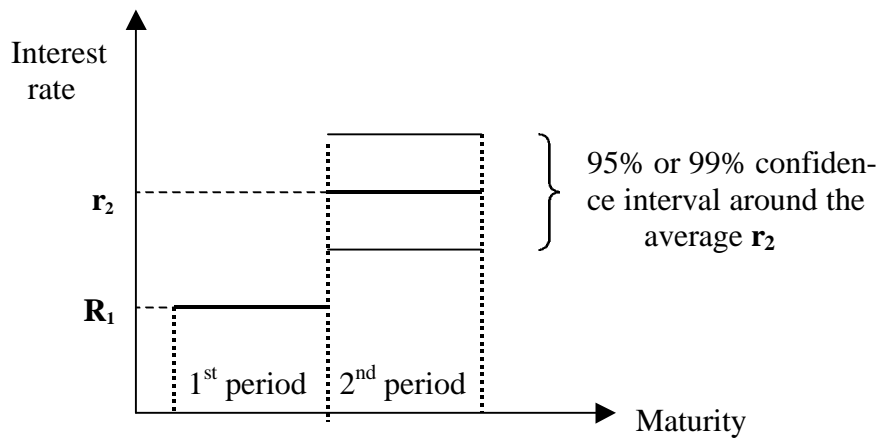 Interest
rate
r₂
R₁
1ˢᵗ period
2ⁿᵈ period
95% or 99% confiden-
ce interval around the
average r₂
Maturity